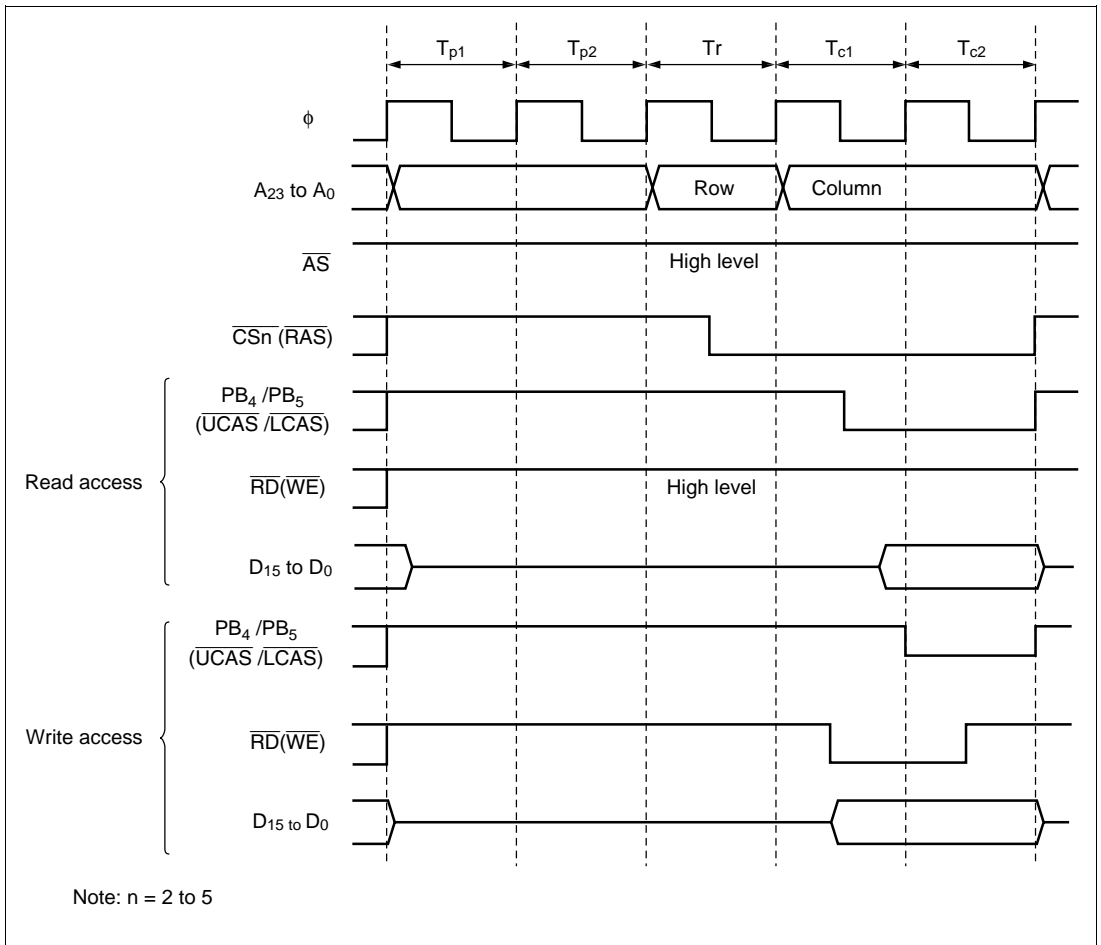 Tp1 Tp2 Tr Tc1 Tc2
ϕ
A23 to A0 Row Column
AS High level
CSn (RAS)
PB4 /PB5
(UCAS /LCAS)
Read access
RD(WE) High level
D15 to D0
PB4 /PB5
(UCAS /LCAS)
Write access
RD(WE)
D15 to D0
Note: n = 2 to 5